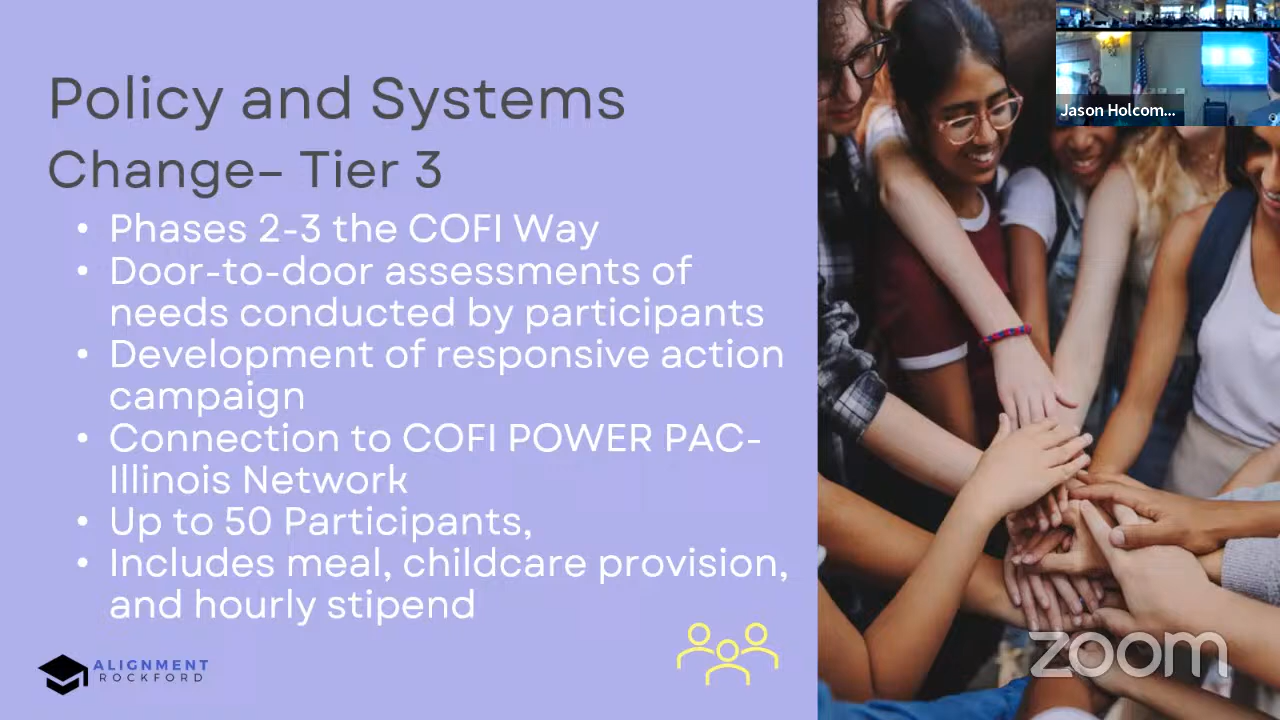 Policy and Systems
Change– Tier 3
• Phases 2-3 the COFI Way
• Door-to-door assessments of
needs conducted by participants
• Development of responsive action
campaign
• Connection to COFI POWER PAC-
Illinois Network
• Up to 50 Participants,
• Includes meal, childcare provision,
and hourly stipend
ALIGNMENT
ROCKFORD
Jason Holcom...
zoom